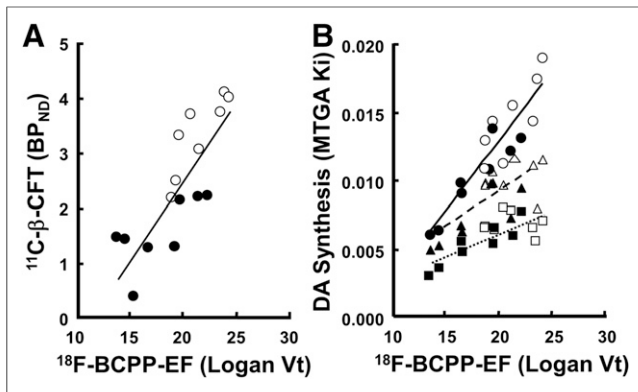 A
B
5
4
3
2
1
0
10 15 20 25 30
¹¹C-β-CFT (BP_ND)
¹⁸F-BCPP-EF (Logan Vt)
0.020
0.015
0.010
0.005
0.000
10 15 20 25 30
DA Synthesis (MTGA Ki)
¹⁸F-BCPP-EF (Logan Vt)